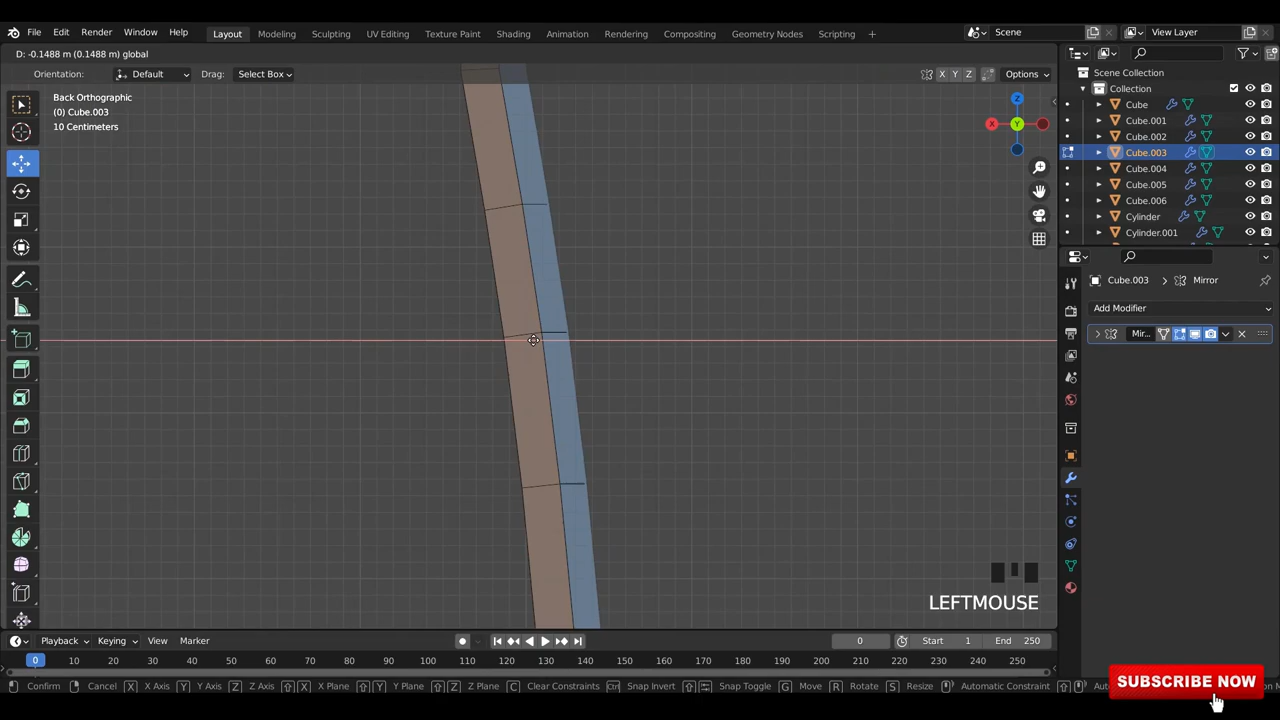 File Edit Render Window Help Layout Modeling Sculpting UV Editing Texture Paint Shading Animation Rendering Compositing Geometry Nodes Scripting + Scene View Layer
D: -0.1488 m (0.1488 m) global
Orientation: Default Drag: Select Box X Y Z Options
Back Orthographic
(0) Cube.003
10 Centimeters
Z
X Y
Scene Collection
Collection
Cube
Cube.001
Cube.002
Cube.003
Cube.004
Cube.005
Cube.006
Cylinder
Cylinder.001
Cube.003 > Mirror
Add Modifier
Mir...
LEFTMOUSE
Playback Keying View Marker 0 Start 1 End 250
0 10 20 30 40 50 60 70 80 90 100 110 120 130 140 150 160 170 180 190 200 210 220 230 240 250
Confirm Cancel X X Axis Y Y Axis Z Z Axis X X Plane Y Y Plane Z Z Plane C Clear Constraints Ctrl Snap Invert Snap Toggle G Move R Rotate S Resize Automatic Constraint
SUBSCRIBE NOW